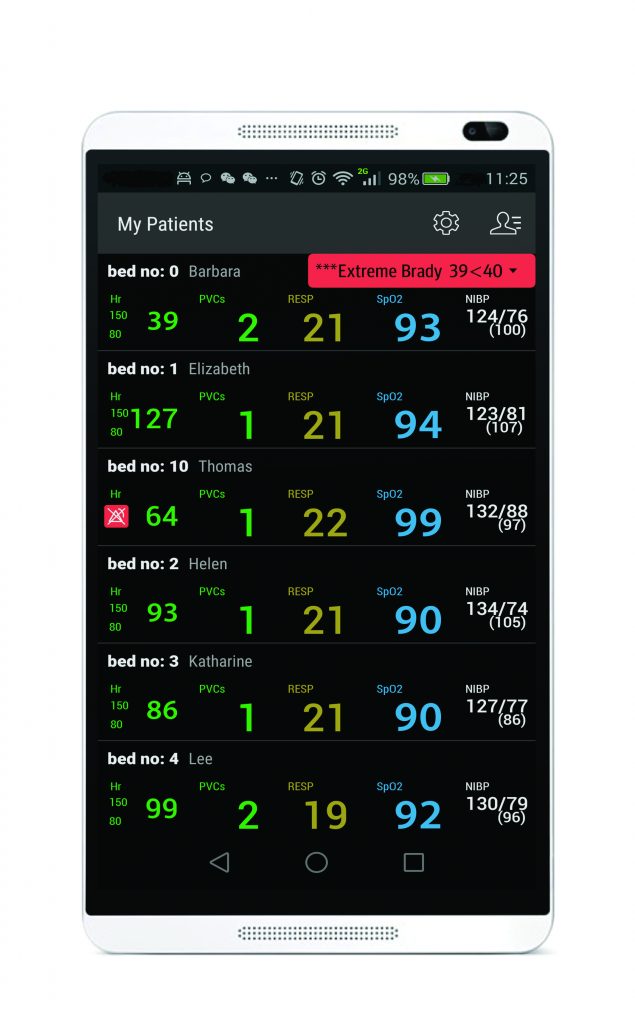 2G
98% 11:25
My Patients
bed no: 0 Barbara ***Extreme Brady 39<40
Hr PVCs RESP SpO2 NIBP
150
80
39 2 21 93 124/76
(100)
bed no: 1 Elizabeth
Hr PVCs RESP SpO2 NIBP
150
80
127 1 21 94 123/81
(107)
bed no: 10 Thomas
Hr PVCs RESP SpO2 NIBP
64 1 22 99 132/88
(97)
bed no: 2 Helen
Hr PVCs RESP SpO2 NIBP
150
80
93 1 21 90 134/74
(105)
bed no: 3 Katharine
Hr PVCs RESP SpO2 NIBP
150
80
86 1 21 90 127/77
(86)
bed no: 4 Lee
Hr PVCs RESP SpO2 NIBP
150
80
99 2 19 92 130/79
(96)